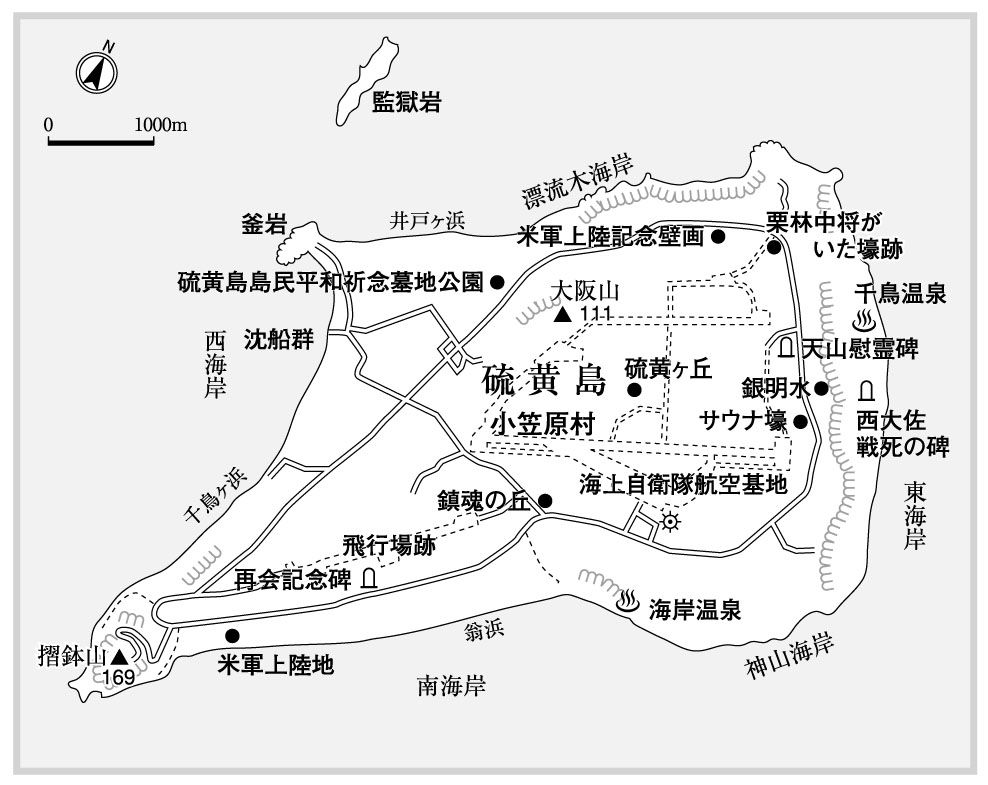 N
0 1000m
監獄岩
漂流木海岸
釜岩
井戸ヶ浜
米軍上陸記念壁画
栗林中将が
いた壕跡
硫黄島島民平和祈念墓地公園
大阪山
111
千鳥温泉
沈船群
西海岸
天山慰霊碑
硫黄島
硫黄ヶ丘
銀明水
小笠原村
サウナ壕
西大佐
戦死の碑
千鳥ヶ浜
鎮魂の丘
海上自衛隊航空基地
東海岸
飛行場跡
再会記念碑
海岸温泉
翁浜
神山海岸
摺鉢山
169
米軍上陸地
南海岸